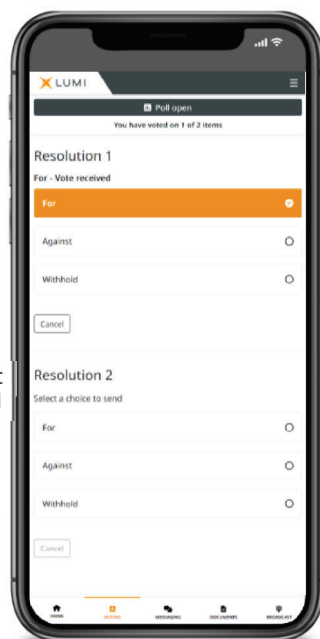 LUMI
Poll open
You have voted on 1 of 2 items
Resolution 1
For - Vote received
For
Against
Withhold
Cancel
Resolution 2
Select a choice to send
For
Against
Withhold
Cancel
HOME
VOTING
MESSAGING
DOCUMENTS
BROADCAST